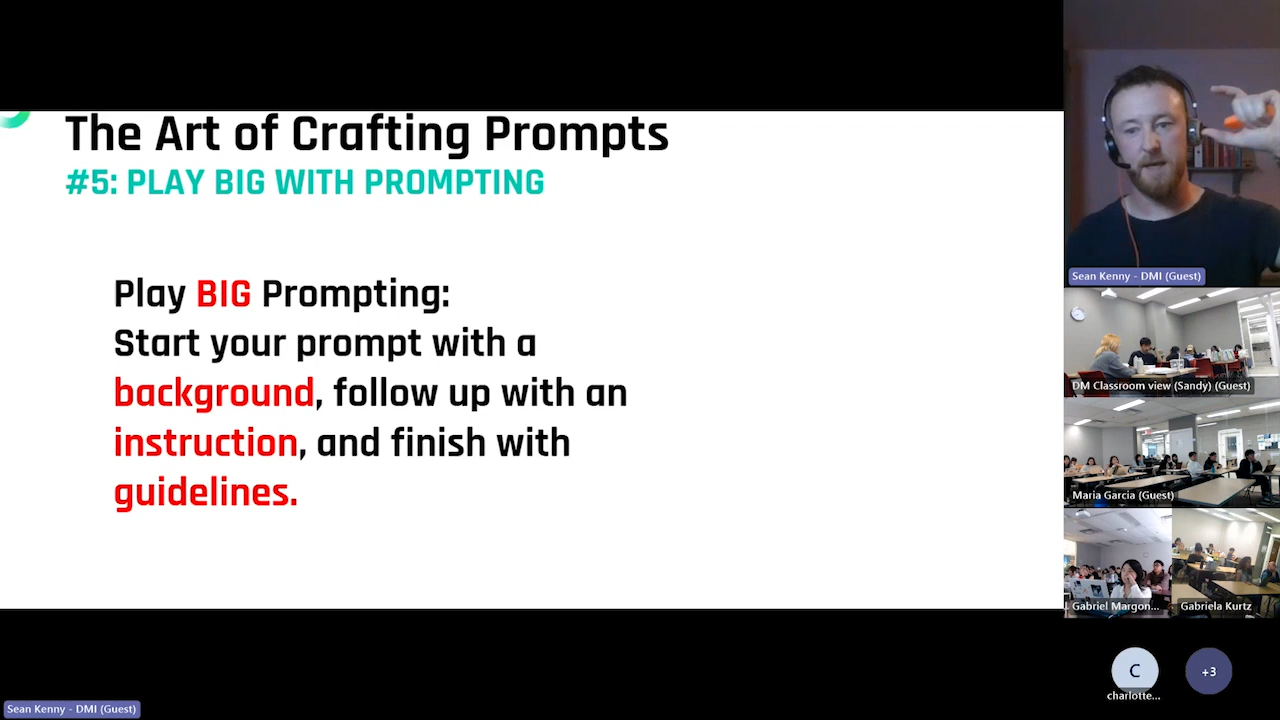 The Art of Crafting Prompts
#5: PLAY BIG WITH PROMPTING
Play BIG Prompting:
Start your prompt with a
background, follow up with an
instruction, and finish with
guidelines.
Sean Kenny - DMI (Guest)
DM Classroom view (Sandy) (Guest)
Maria Garcia (Guest)
Gabriel Margon...
Gabriela Kurtz
C
+3
charlotte...
Sean Kenny - DMI (Guest)